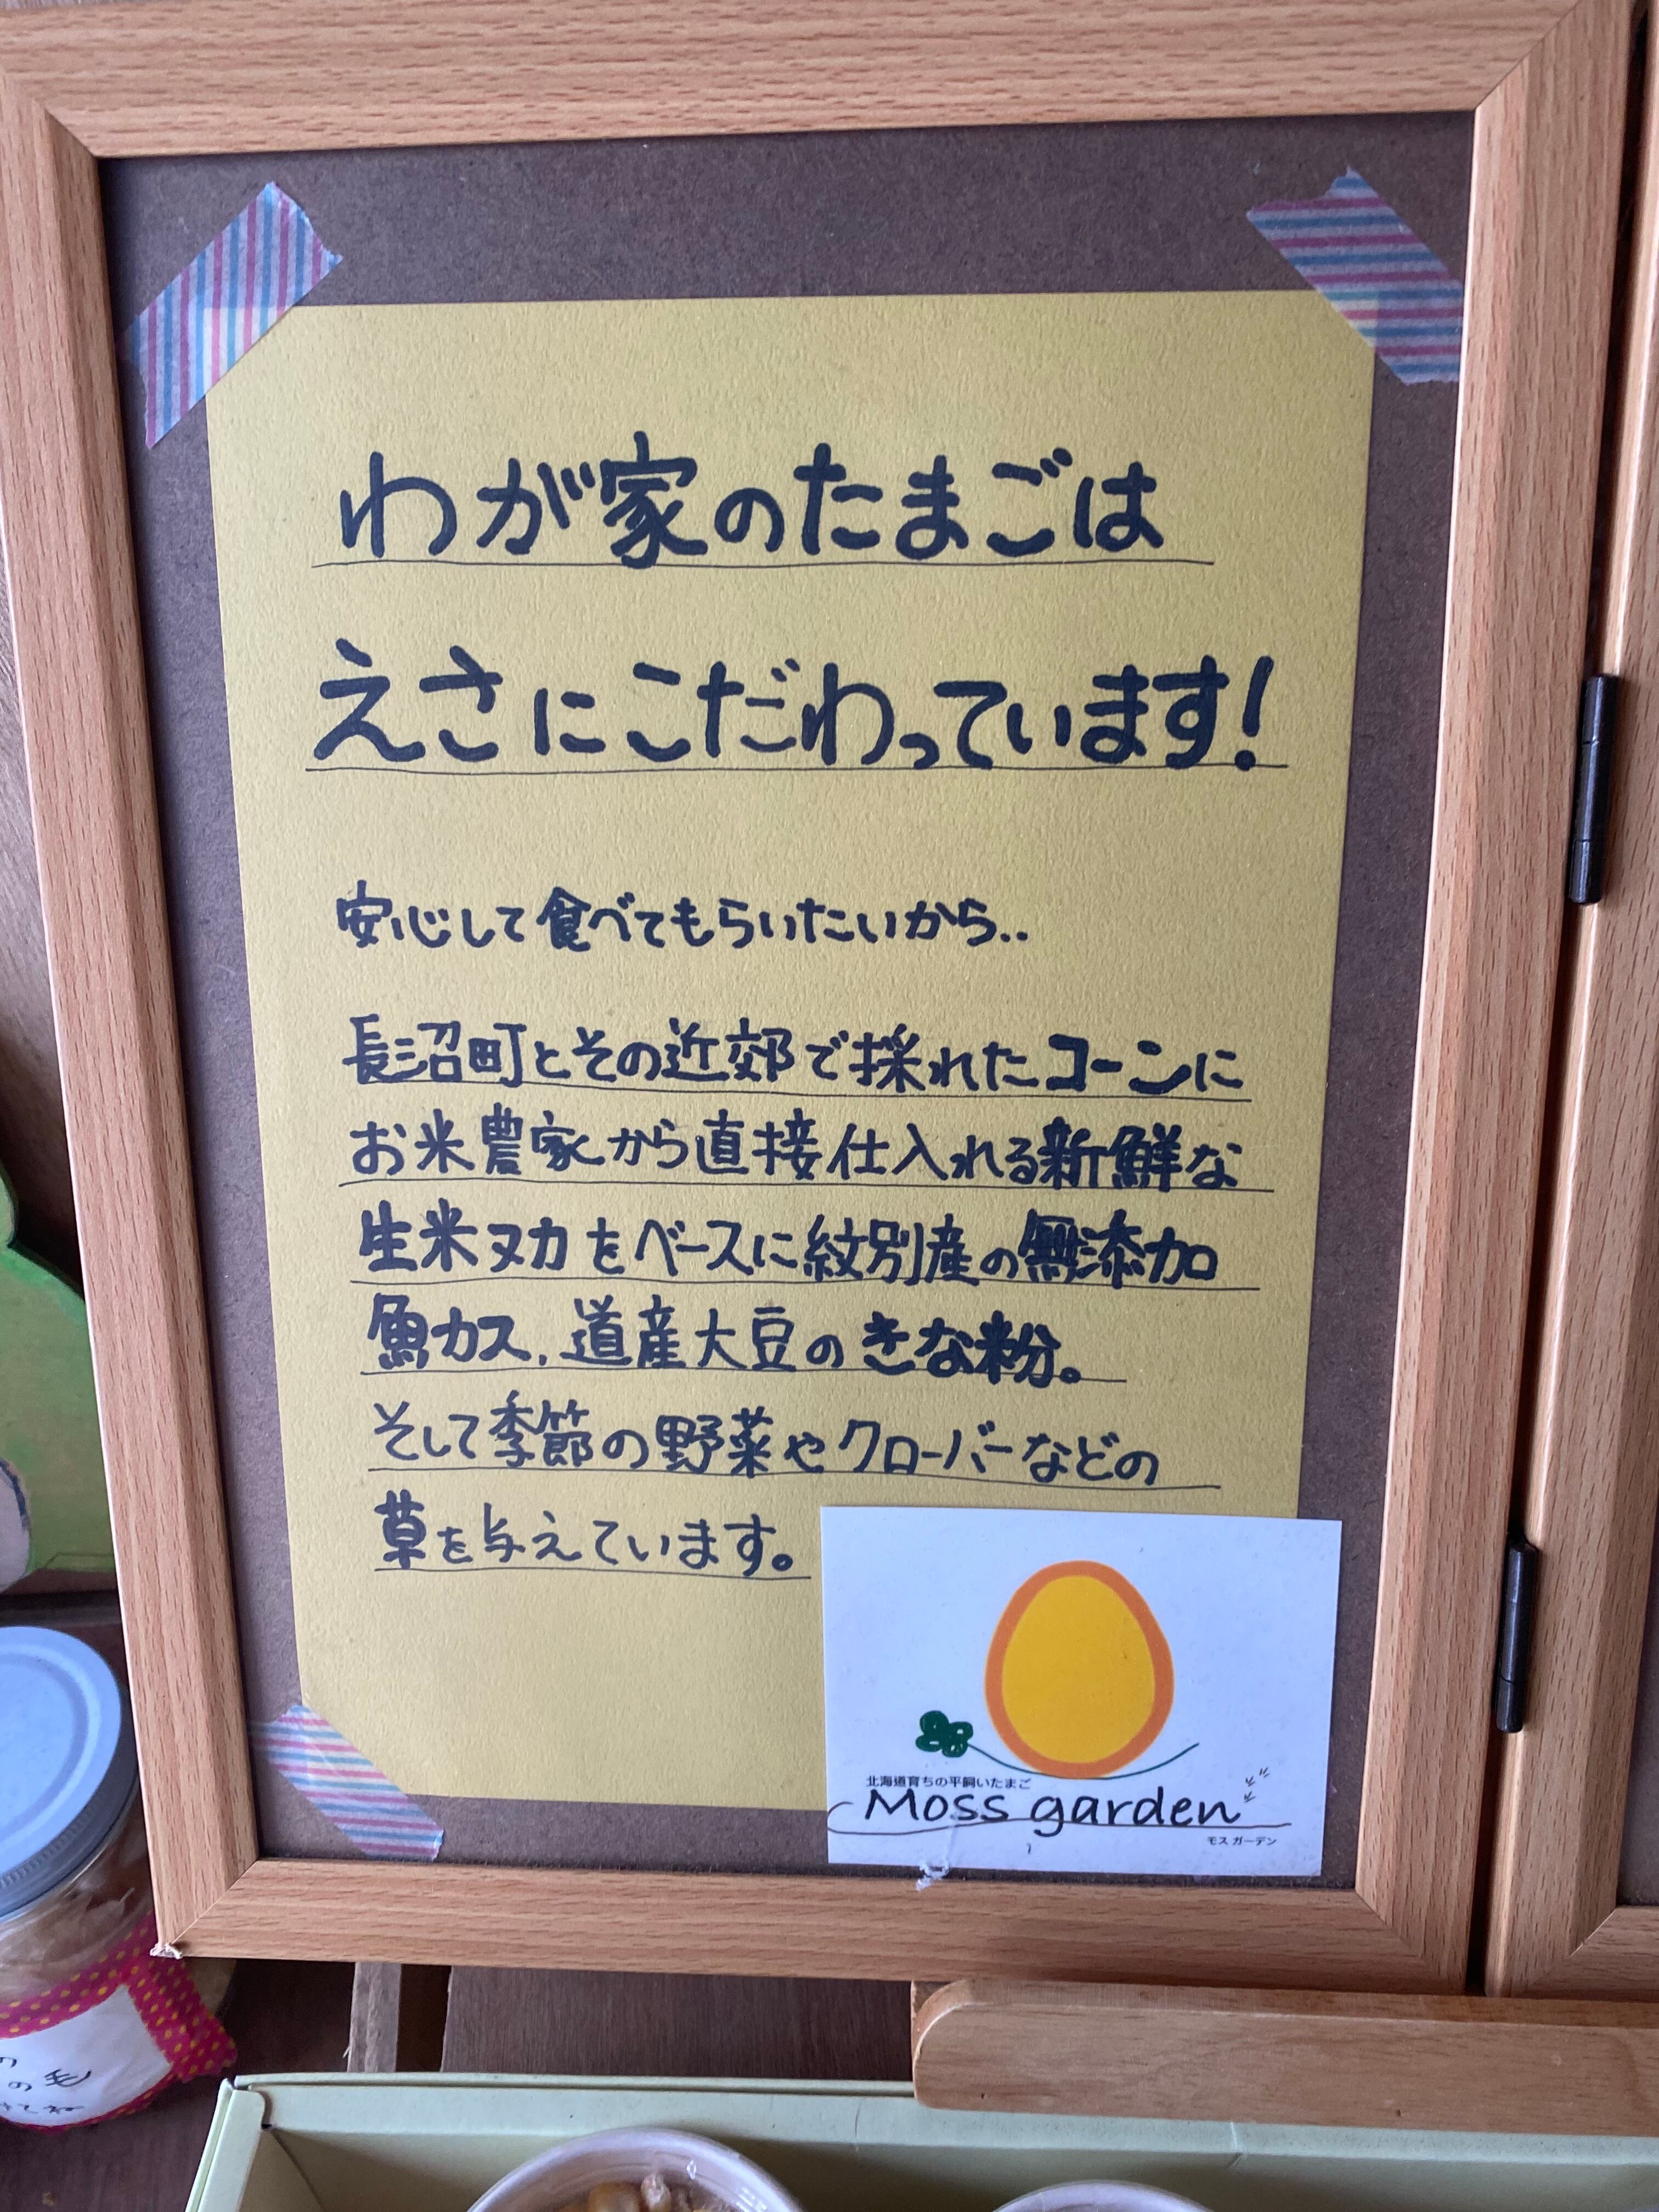 わが家のたまごは
えさにこだわっています!
安心して食べてもらいたいから..
長沼町とその近郊で採れたコーンに
お米農家から直接仕入れる新鮮な
生米ヌカをベースに紋別産の無添加
魚カス、道産大豆のきな粉。
そして季節の野菜やクローバーなどの
草を与えています。
北海道育ちの平飼いたまご
Moss garden
モス ガーデン
の毛